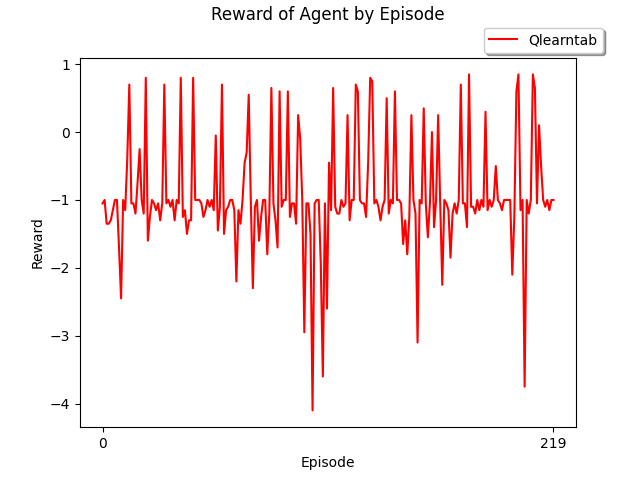 Reward of Agent by Episode
Qlearntab
1
0
−1
−2
−3
−4
Reward
0
219
Episode